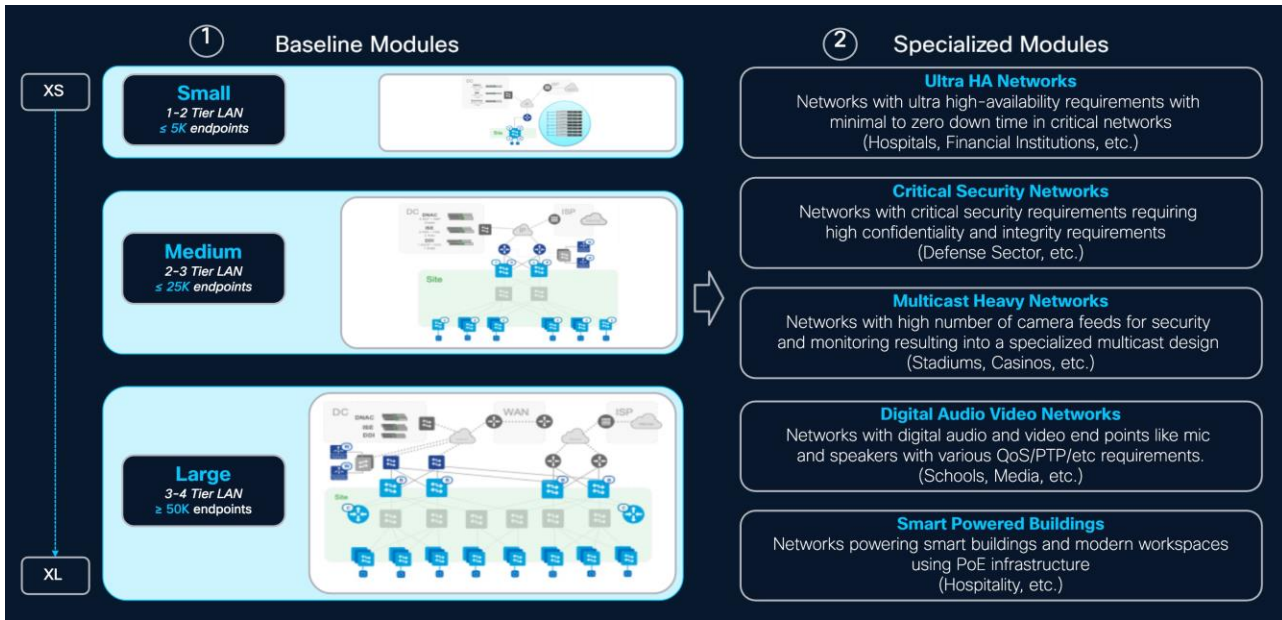 1 Baseline Modules
2 Specialized Modules
XS
Small
1-2 Tier LAN
≤ 5K endpoints
Site
Medium
2-3 Tier LAN
≤ 25K endpoints
DC
DNAC
ISE
DDI
ISP
Site
Large
3-4 Tier LAN
≥ 50K endpoints
DC
DNAC
ISE
DDI
WAN
ISP
Site
XL
Ultra HA Networks
Networks with ultra high-availability requirements with
minimal to zero down time in critical networks
(Hospitals, Financial Institutions, etc.)
Critical Security Networks
Networks with critical security requirements requiring
high confidentiality and integrity requirements
(Defense Sector, etc.)
Multicast Heavy Networks
Networks with high number of camera feeds for security
and monitoring resulting into a specialized multicast design
(Stadiums, Casinos, etc.)
Digital Audio Video Networks
Networks with digital audio and video end points like mic
and speakers with various QoS/PTP/etc requirements.
(Schools, Media, etc.)
Smart Powered Buildings
Networks powering smart buildings and modern workspaces
using PoE infrastructure
(Hospitality, etc.)